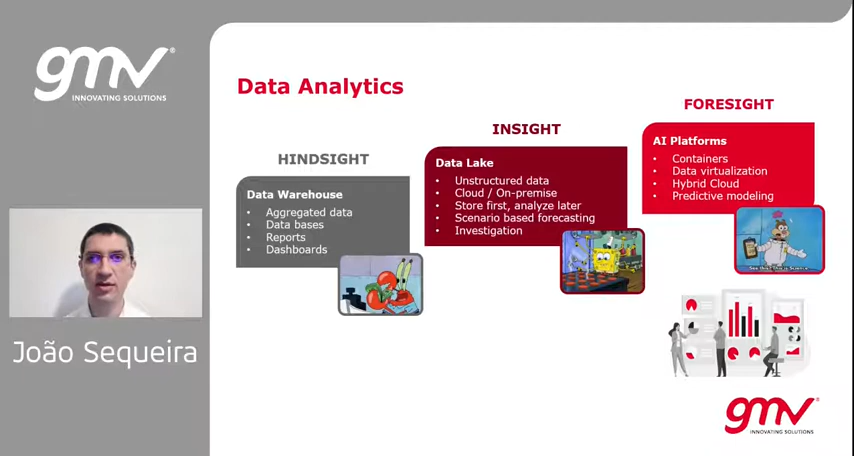 gmv®
INNOVATING SOLUTIONS
Data Analytics
HINDSIGHT
Data Warehouse
• Aggregated data
• Data bases
• Reports
• Dashboards
INSIGHT
Data Lake
• Unstructured data
• Cloud / On-premise
• Store first, analyze later
• Scenario based forecasting
• Investigation
FORESIGHT
AI Platforms
• Containers
• Data virtualization
• Hybrid Cloud
• Predictive modeling
João Sequeira
gmv®
INNOVATING SOLUTIONS